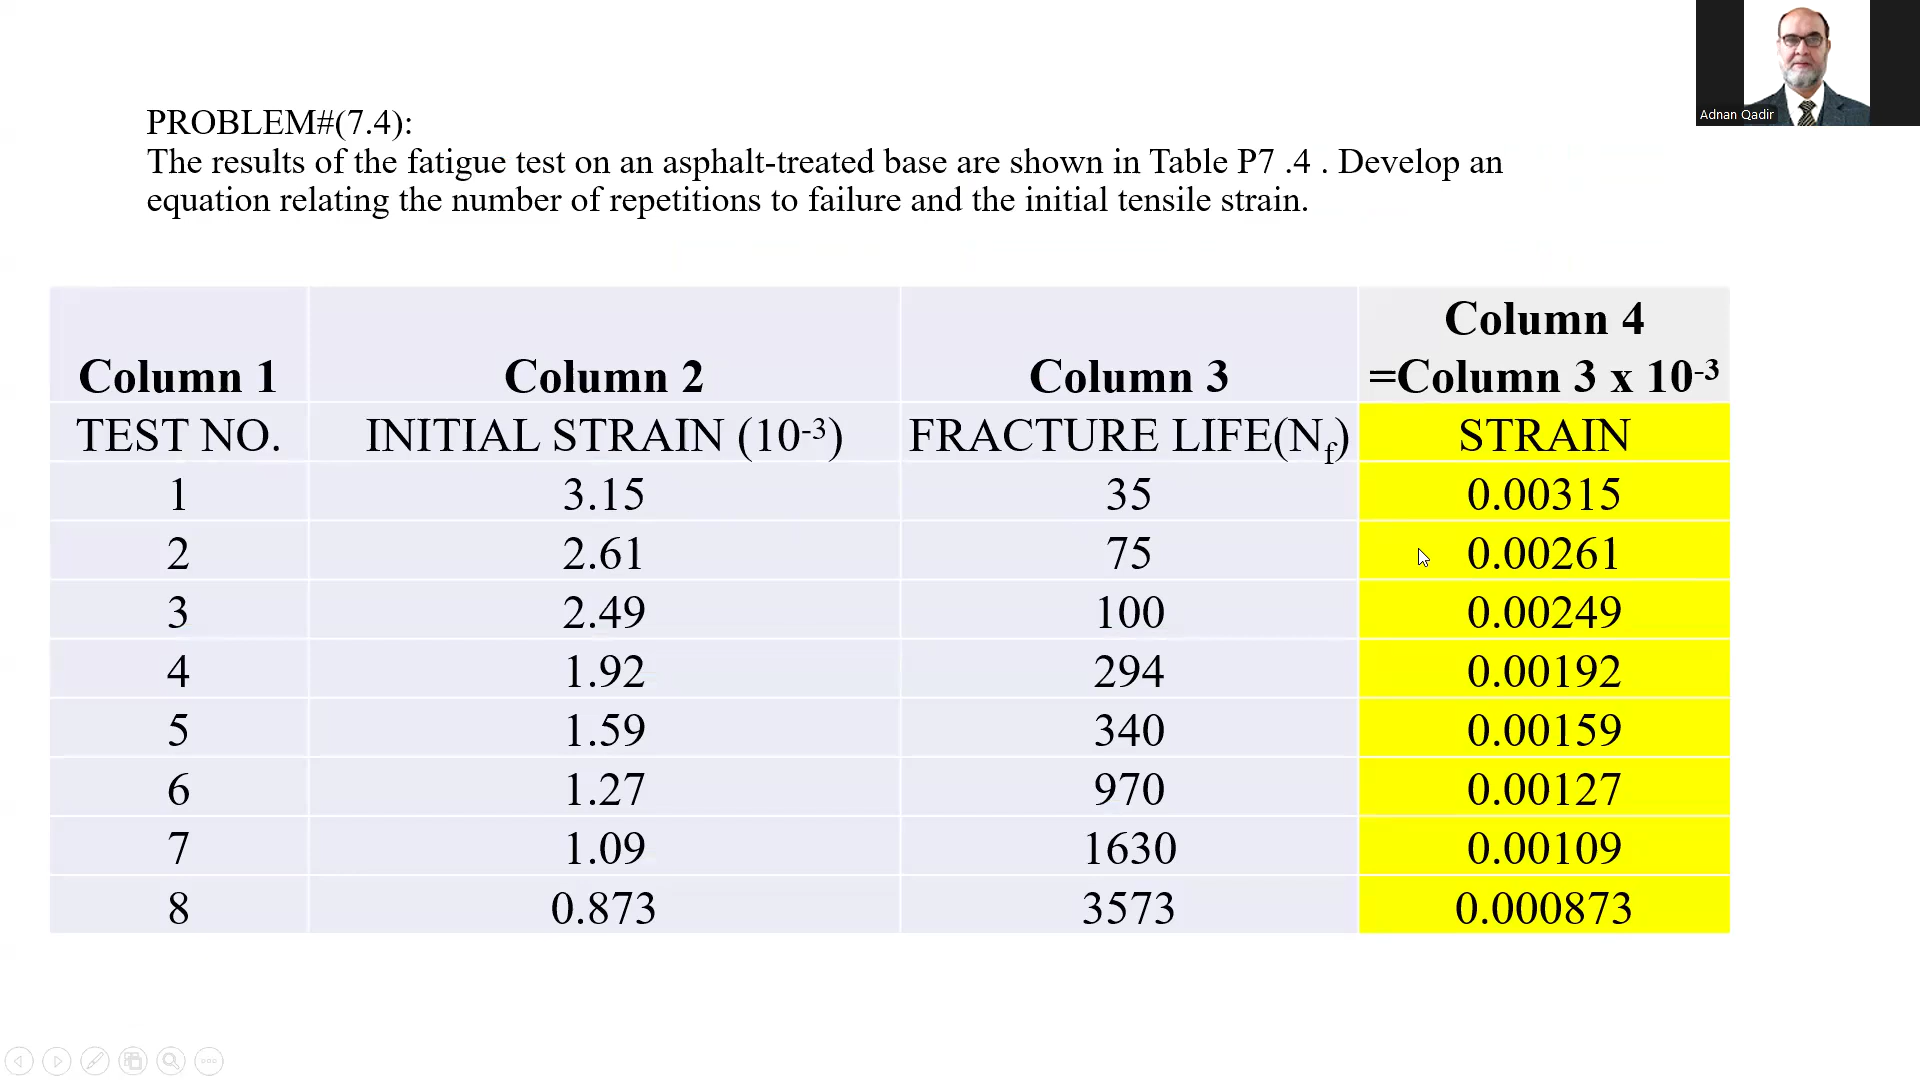 Adnan Qadir
PROBLEM#(7.4):
The results of the fatigue test on an asphalt-treated base are shown in Table P7 .4 . Develop an
equation relating the number of repetitions to failure and the initial tensile strain.
Column 1 Column 2 Column 3 Column 4
=Column 3 x 10-3
TEST NO. INITIAL STRAIN (10-3) FRACTURE LIFE(Nf) STRAIN
1 3.15 35 0.00315
2 2.61 75 0.00261
3 2.49 100 0.00249
4 1.92 294 0.00192
5 1.59 340 0.00159
6 1.27 970 0.00127
7 1.09 1630 0.00109
8 0.873 3573 0.000873